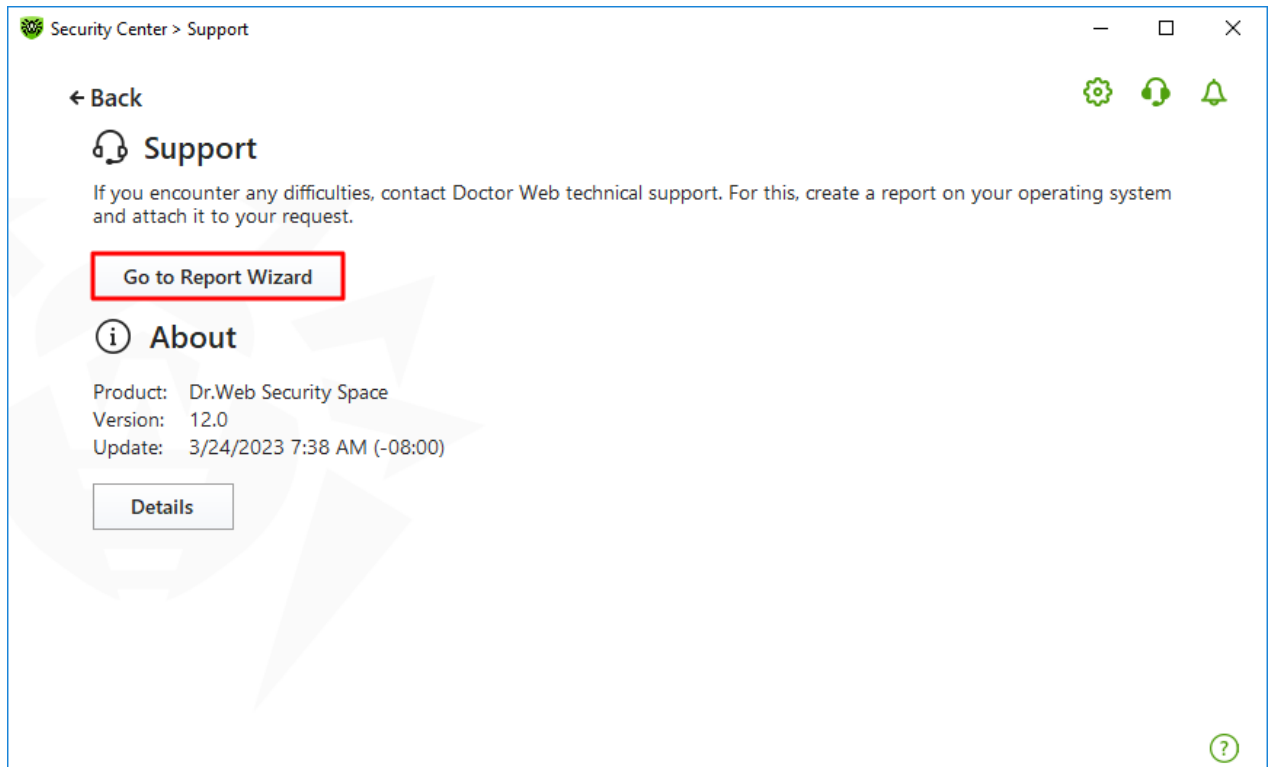 Security Center > Support
Back
Support
If you encounter any difficulties, contact Doctor Web technical support. For this, create a report on your operating system
and attach it to your request.
Go to Report Wizard
i About
Product: Dr.Web Security Space
Version: 12.0
Update: 3/24/2023 7:38 AM (-08:00)
Details
?